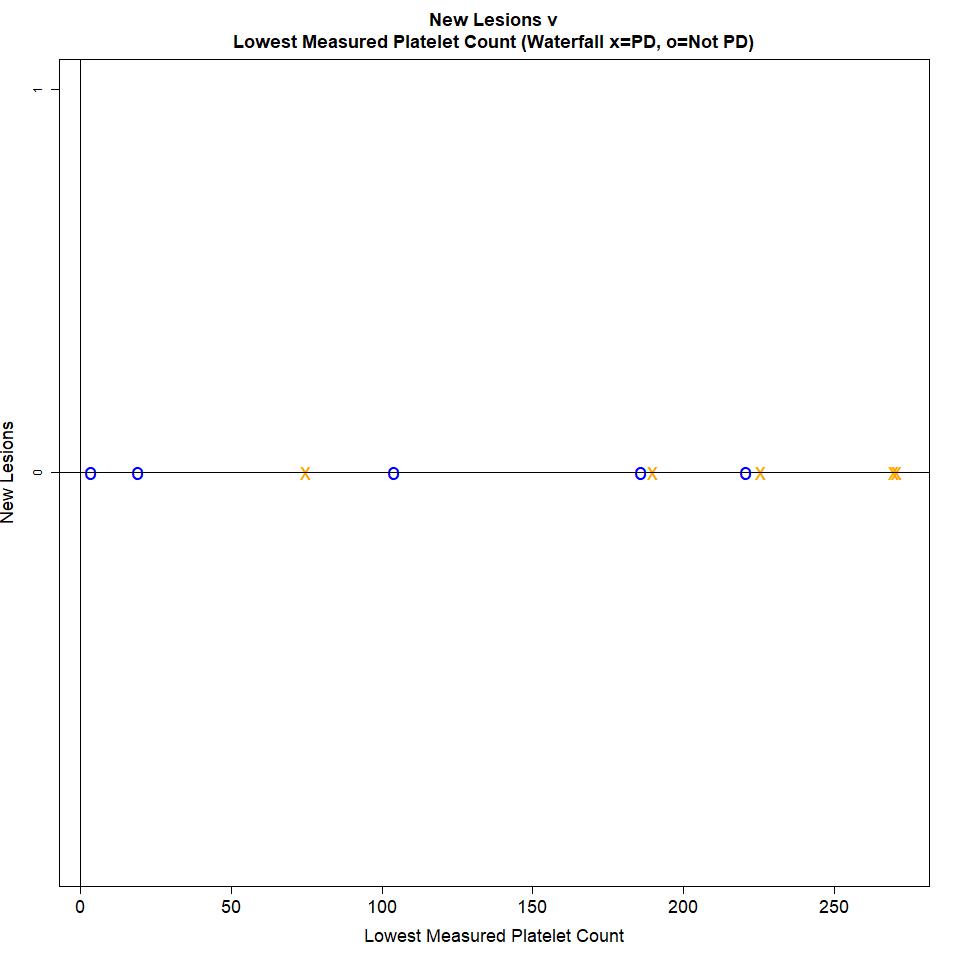 New Lesions v
Lowest Measured Platelet Count (Waterfall x=PD, o=Not PD)
1
New Lesions
0
o o x o o x o x x x
0 50 100 150 200 250
Lowest Measured Platelet Count